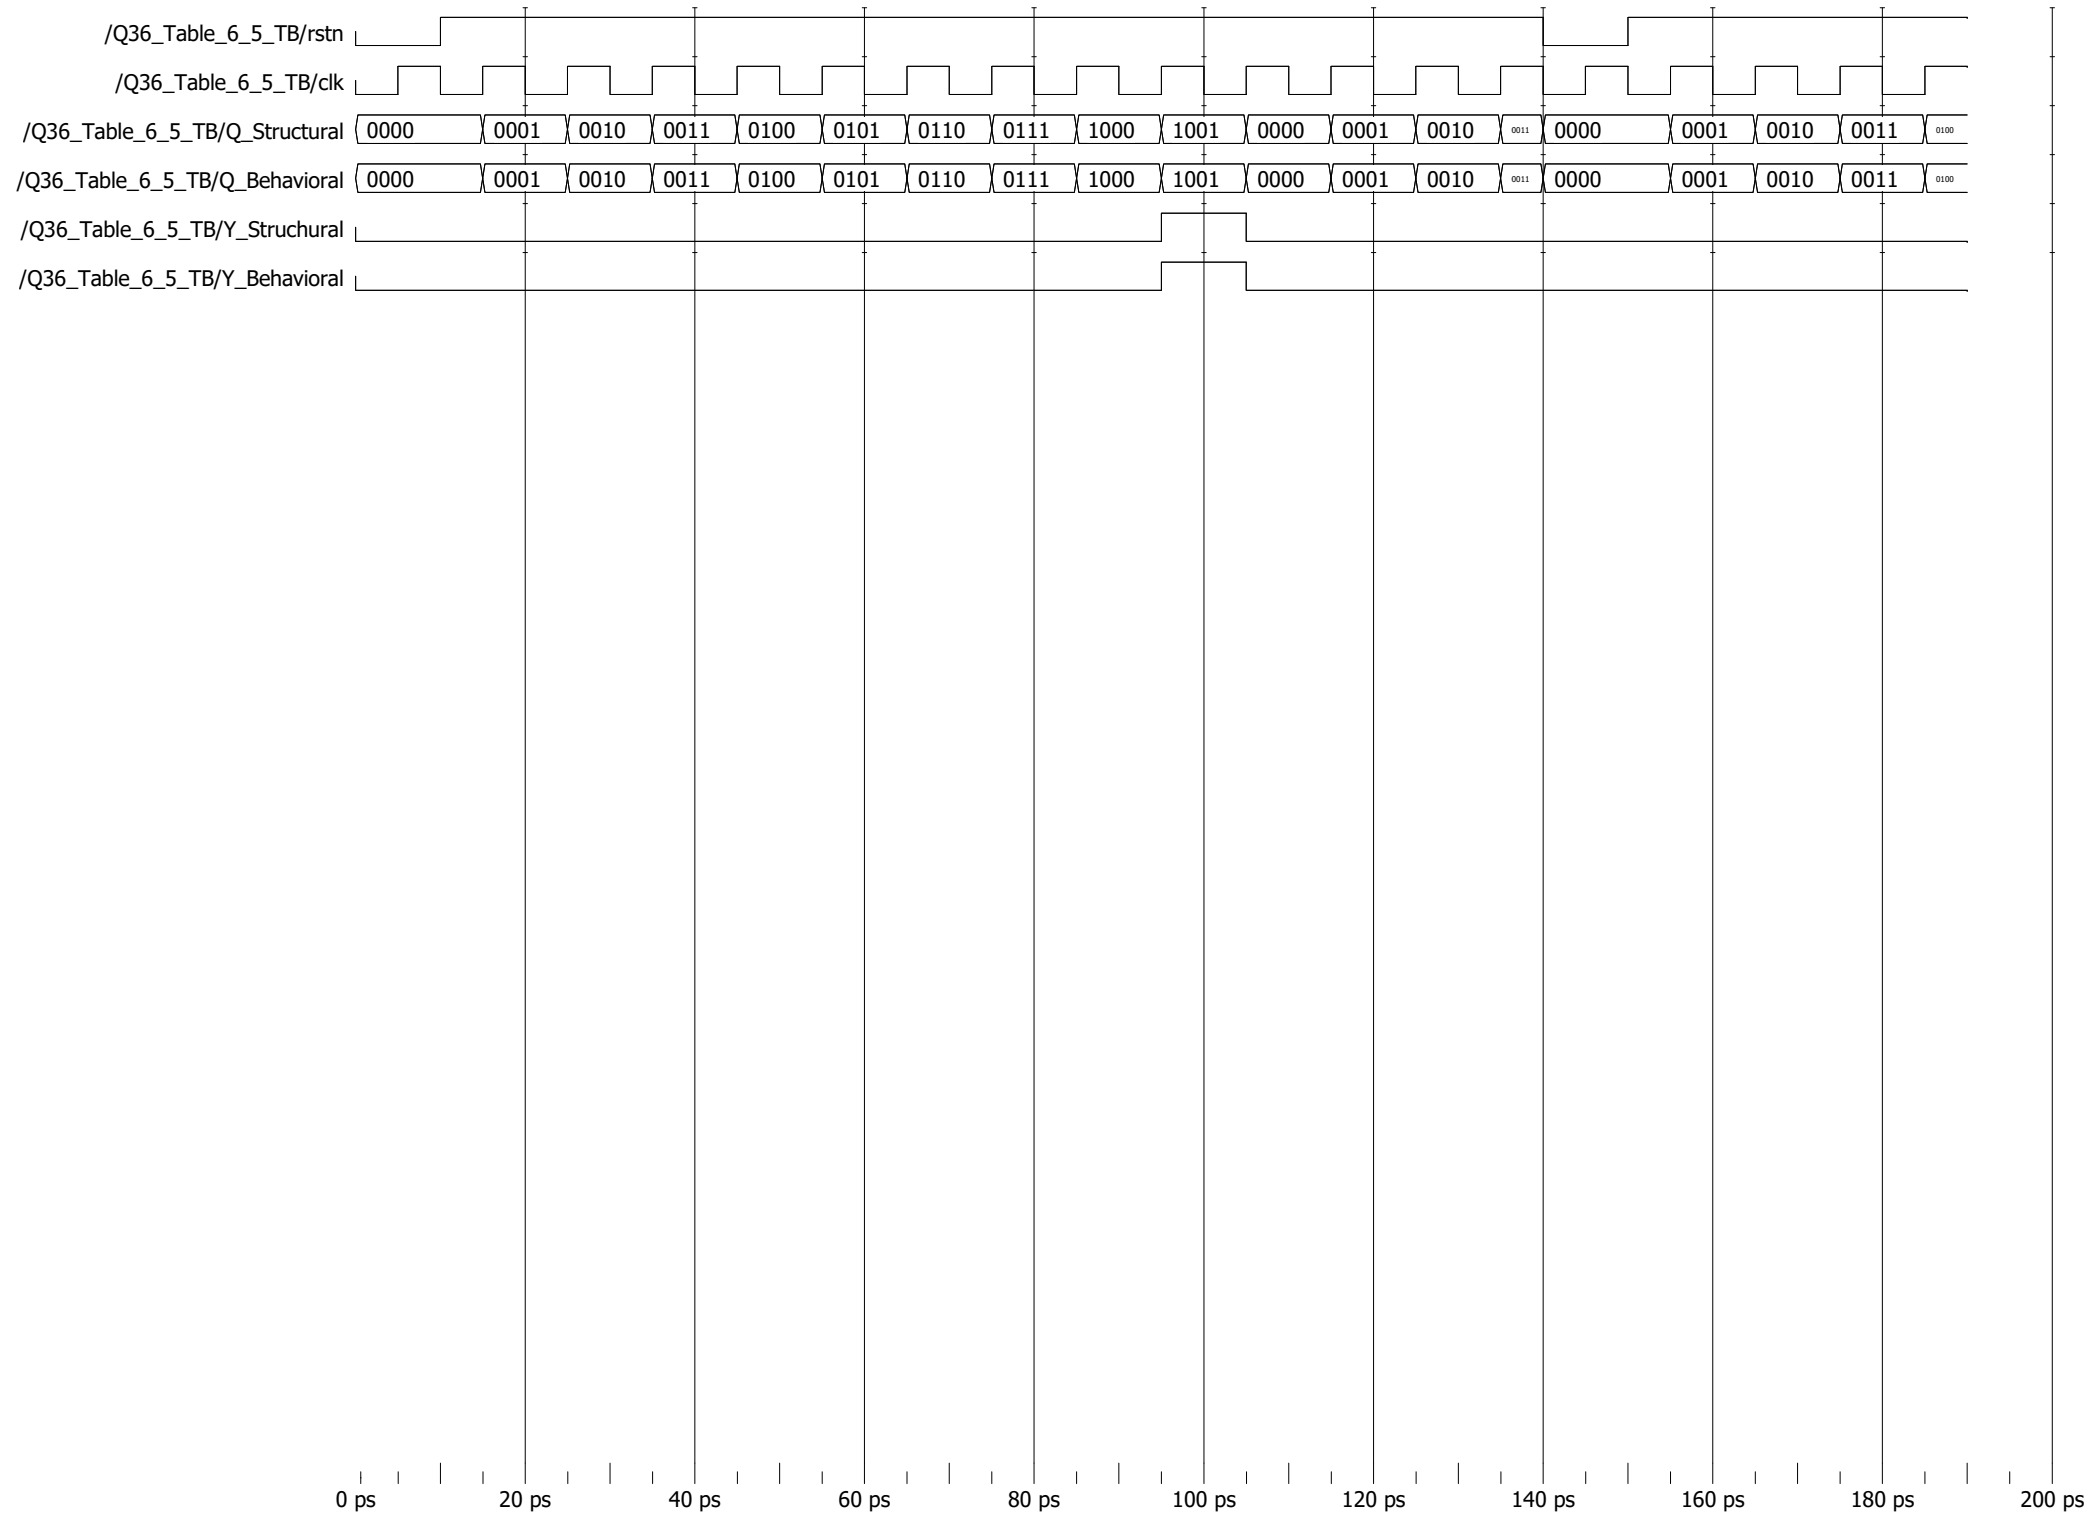 /Q36_Table_6_5_TB/rstn
/Q36_Table_6_5_TB/clk
/Q36_Table_6_5_TB/Q_Structural 0000 0001 0010 0011 0100 0101 0110 0111 1000 1001 0000 0001 0010 0011 0000 0001 0010 0011 0100
/Q36_Table_6_5_TB/Q_Behavioral 0000 0001 0010 0011 0100 0101 0110 0111 1000 1001 0000 0001 0010 0011 0000 0001 0010 0011 0100
/Q36_Table_6_5_TB/Y_Struchural
/Q36_Table_6_5_TB/Y_Behavioral
0 ps 20 ps 40 ps 60 ps 80 ps 100 ps 120 ps 140 ps 160 ps 180 ps 200 ps